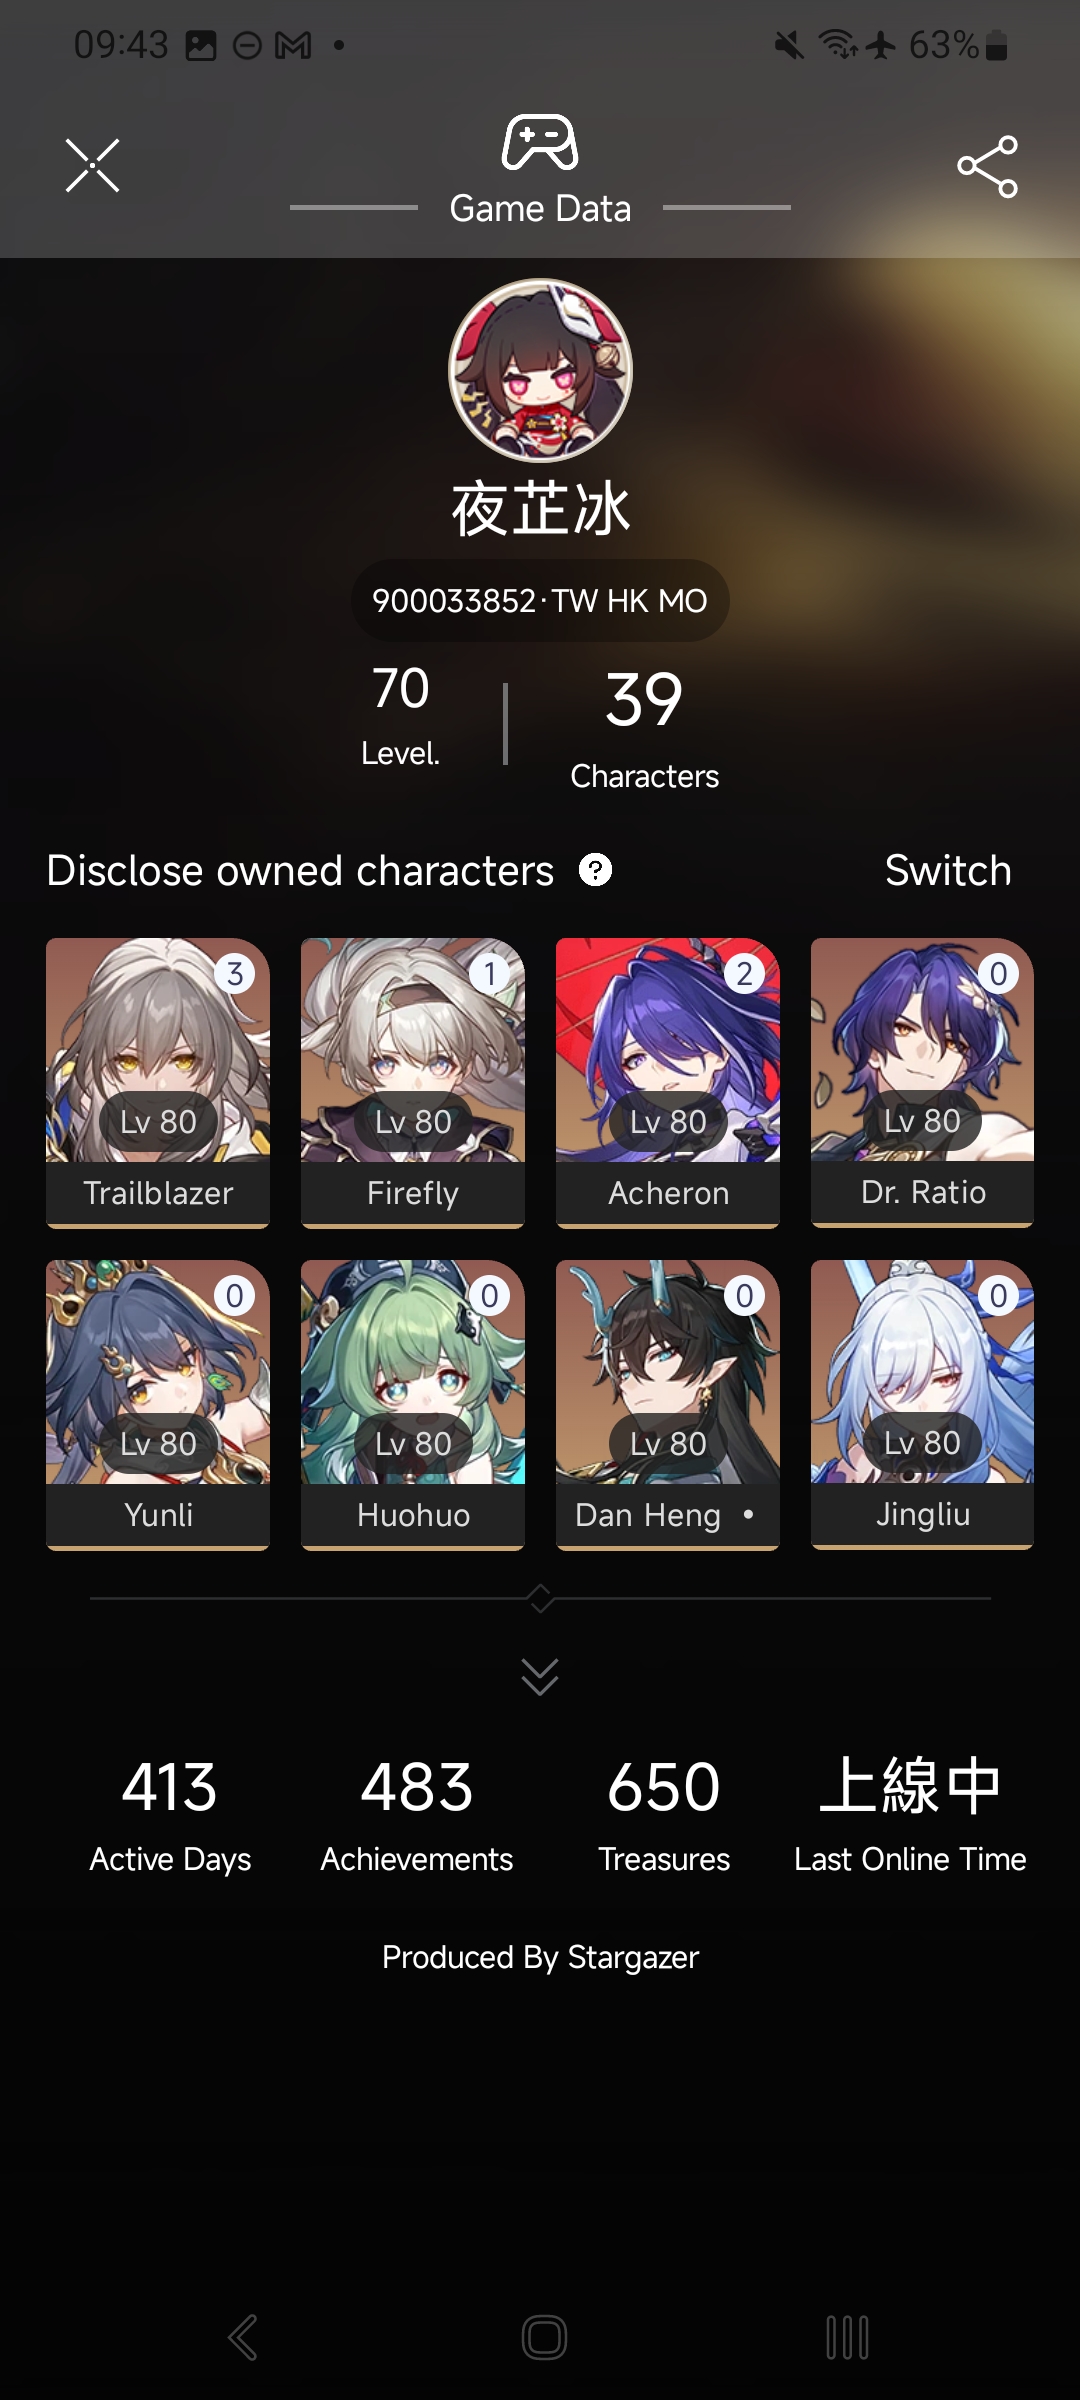 09:43 63%
Game Data
夜芷冰
900033852·TW HK MO
70 39
Level. Characters
Disclose owned characters ? Switch
3 1 2 0
Lv 80 Lv 80 Lv 80 Lv 80
Trailblazer Firefly Acheron Dr. Ratio
0 0 0 0
Lv 80 Lv 80 Lv 80 Lv 80
Yunli Huohuo Dan Heng • Jingliu
413 483 650 上線中
Active Days Achievements Treasures Last Online Time
Produced By Stargazer